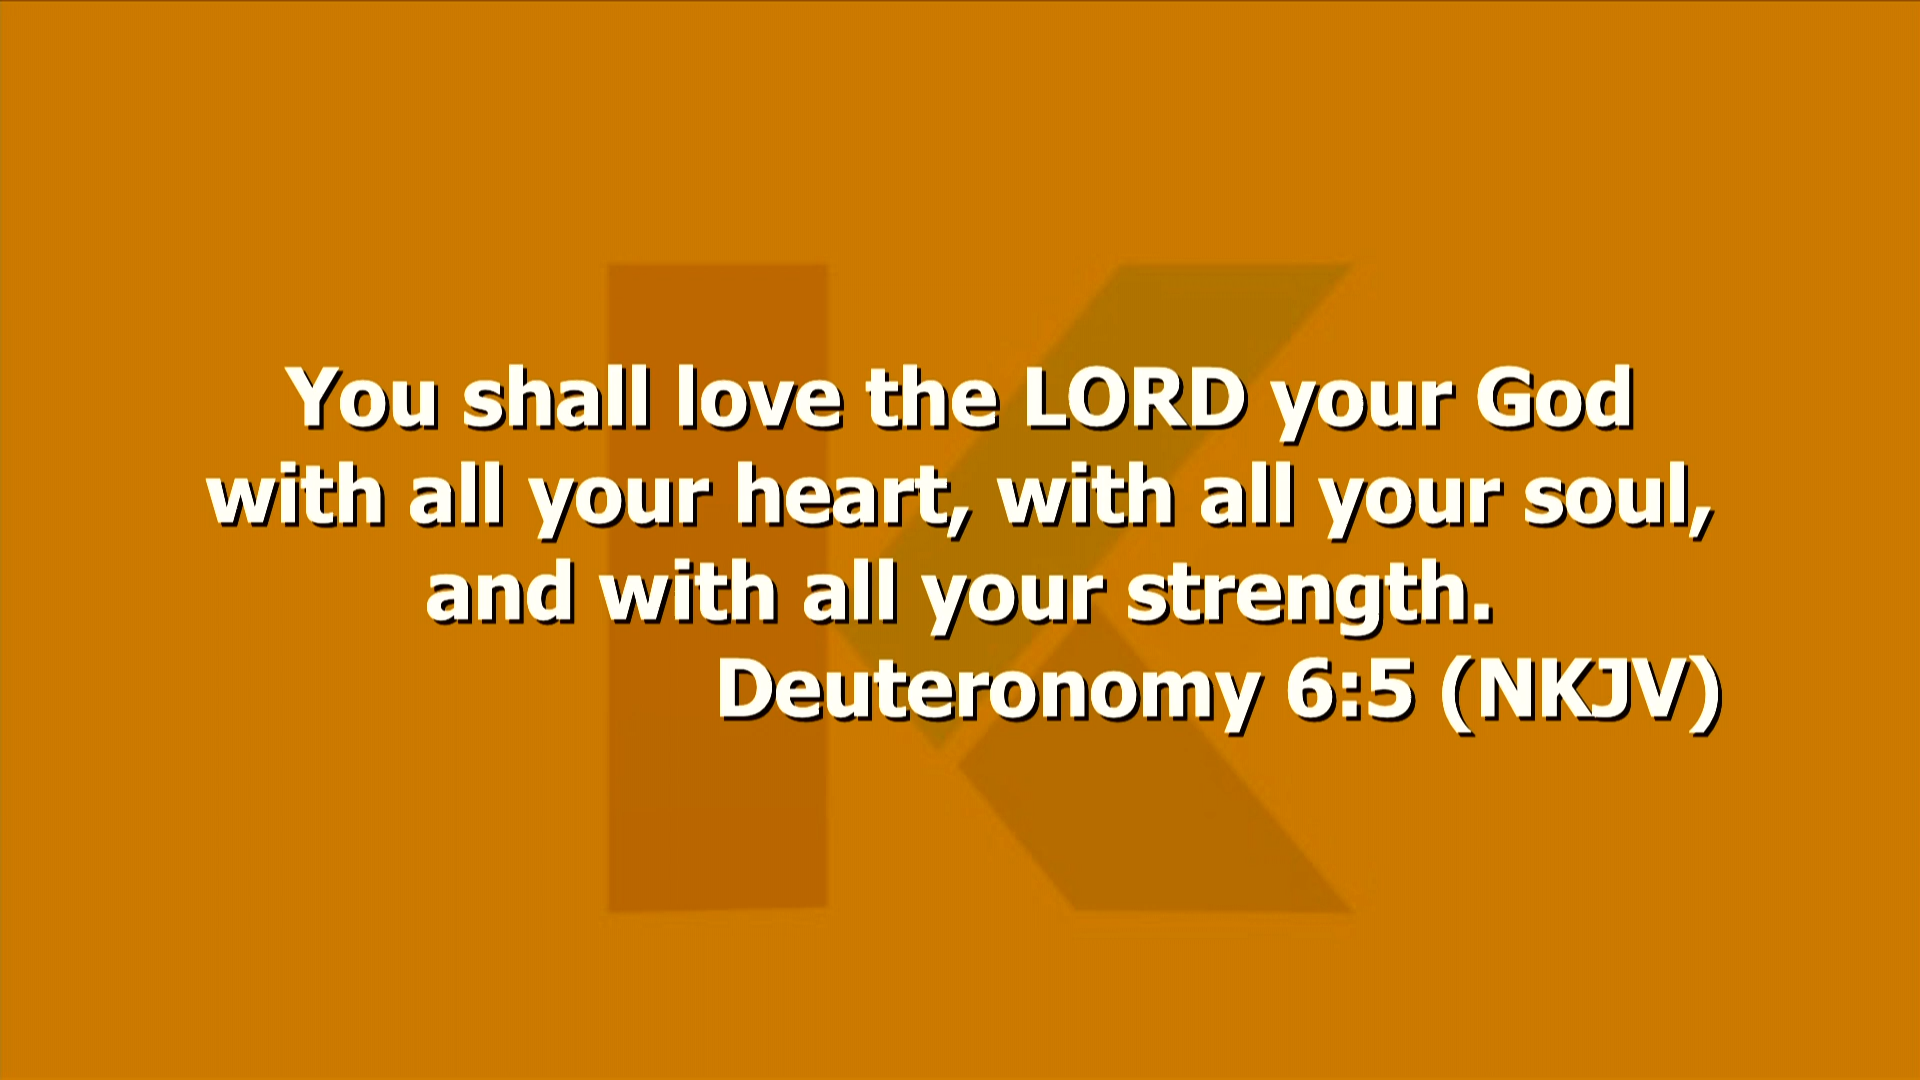 You shall love the LORD your God
with all your heart, with all your soul,
and with all your strength.
Deuteronomy 6:5 (NKJV)